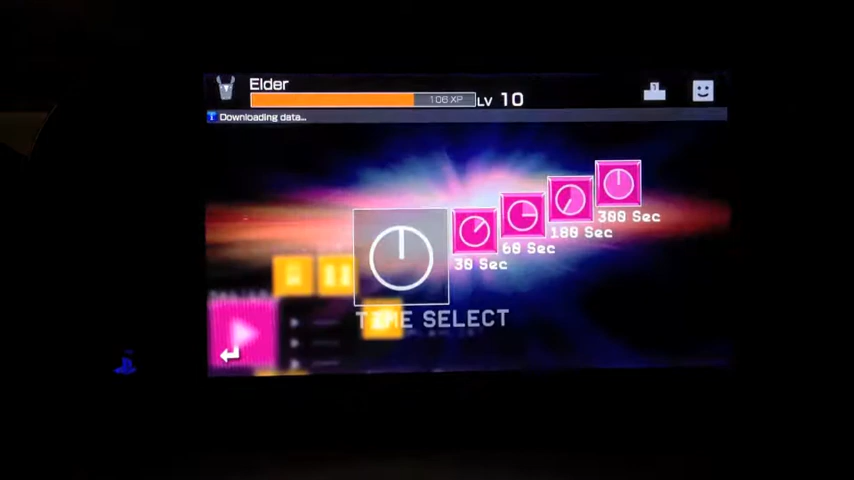 Elder
106 XP
LV 10
Downloading data...
300 Sec
180 Sec
60 Sec
30 Sec
TIME SELECT